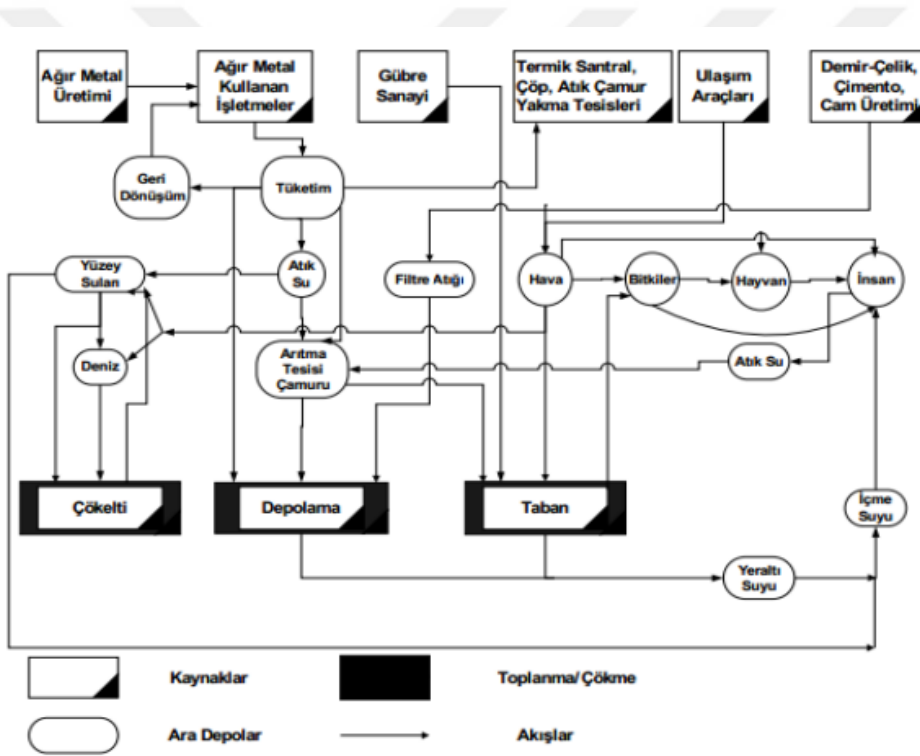 Ağır Metal
Üretimi
Ağır Metal
Kullanan
İşletmeler
Gübre
Sanayi
Termik Santral,
Çöp, Atık Çamur
Yakma Tesisleri
Ulaşım
Araçları
Demir-Çelik,
Çimento,
Cam Üretimi
Geri
Dönüşüm
Tüketim
Yüzey
Suları
Atık
Su
Filtre Atığı
Hava
Bitkiler
Hayvan
İnsan
Deniz
Arıtma
Tesisi
Çamuru
Atık Su
Çökelti
Depolama
Taban
İçme
Suyu
Yeraltı
Suyu
Kaynaklar
Toplanma/Çökme
Ara Depolar
Akışlar